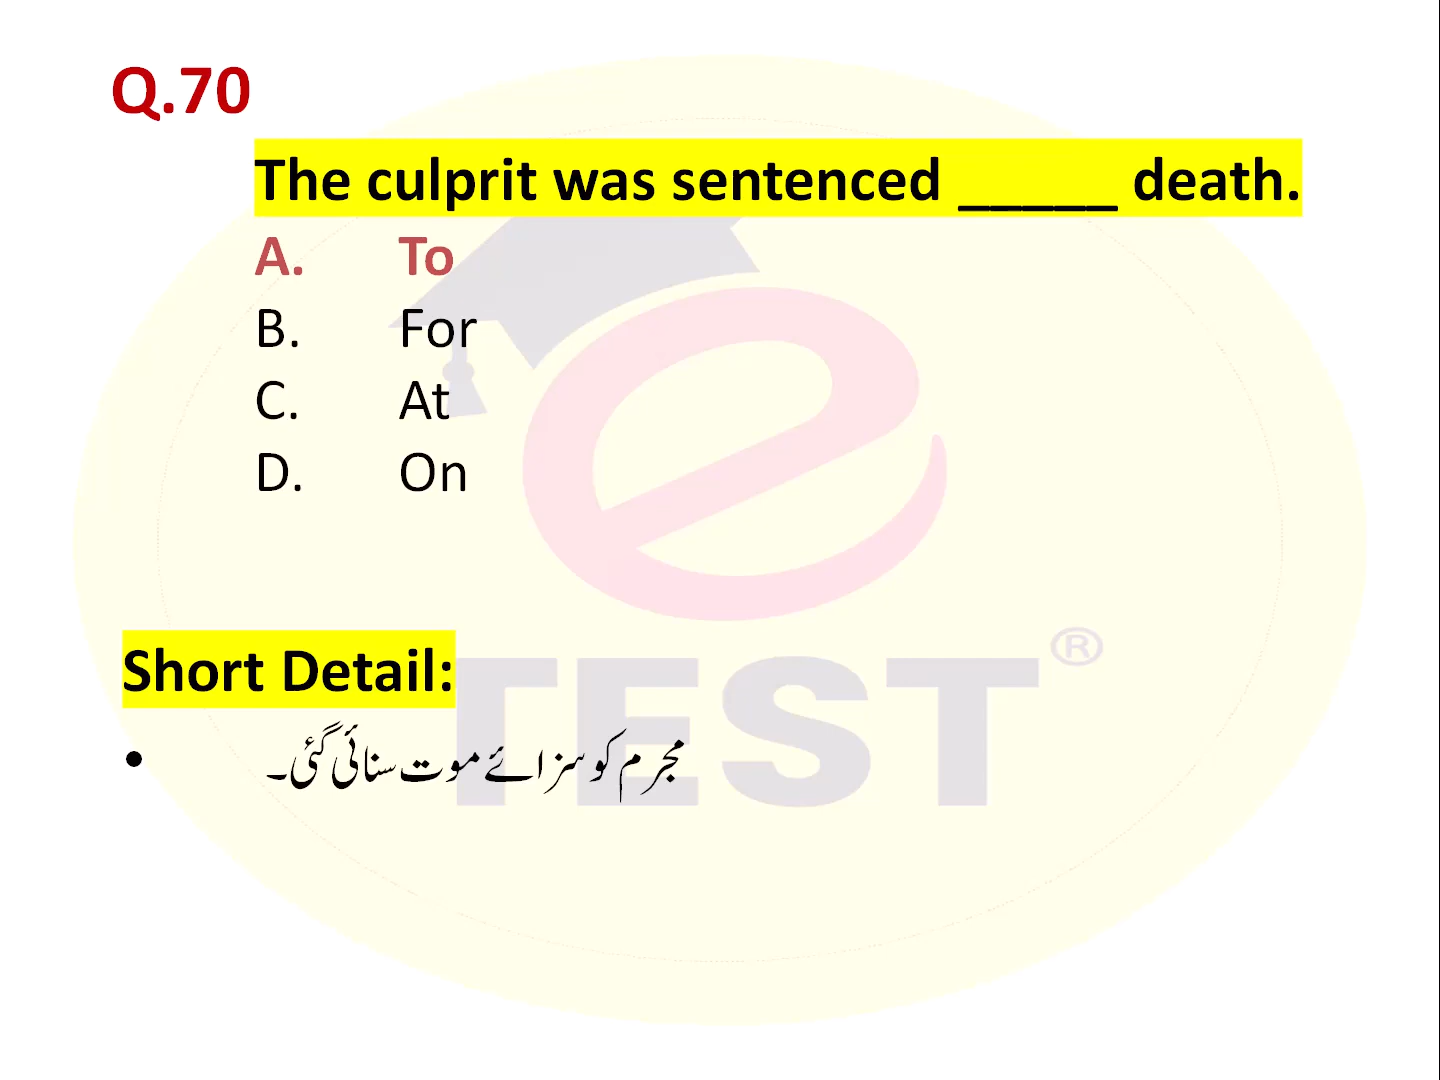 Q.70
The culprit was sentenced _____ death.
A. To
B. For
C. At
D. On
Short Detail:
• مجرم کو سزائے موت سنائی گئی۔
e
TEST®